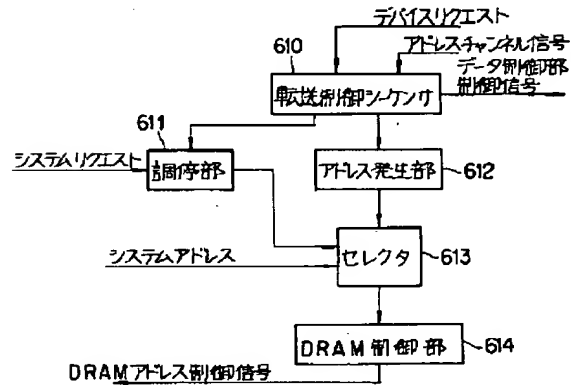 デバイスリクエスト
610
アドレスチャンネル信号
データ制御部
制御信号
転送制御シーケンサ
611
システムリクエスト
調停部
アドレス発生部
612
システムアドレス
セレクタ
613
DRAM制御部
614
DRAMアドレス制御信号